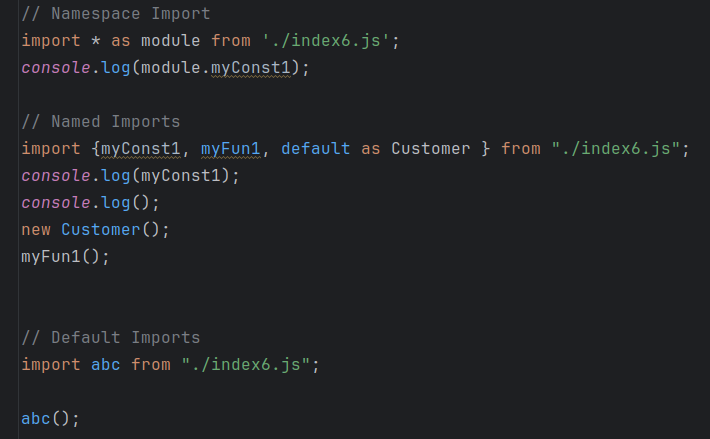 // Namespace Import
import * as module from './index6.js';
console.log(module.myConst1);
// Named Imports
import {myConst1, myFun1, default as Customer } from "./index6.js";
console.log(myConst1);
console.log();
new Customer();
myFun1();
// Default Imports
import abc from "./index6.js";
abc();